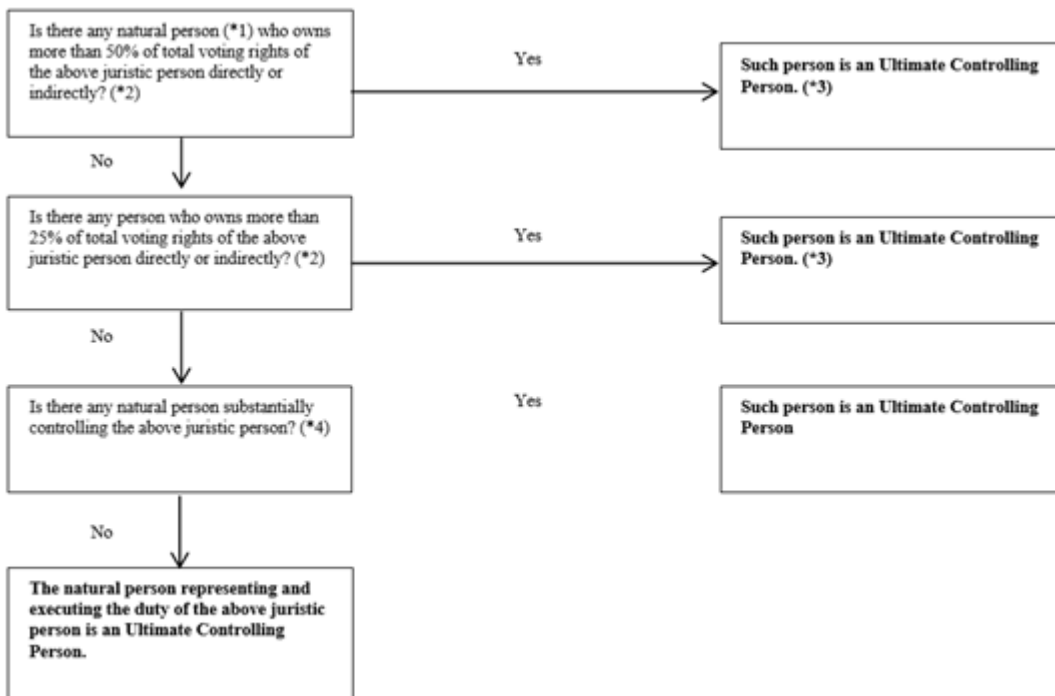 Is there any natural person (*1) who owns
more than 50% of total voting rights of
the above juristic person directly or
indirectly? (*2)
Yes
Such person is an Ultimate Controlling
Person. (*3)
No
Is there any person who owns more than
25% of total voting rights of the above
juristic person directly or indirectly? (*2)
Yes
Such person is an Ultimate Controlling
Person. (*3)
No
Is there any natural person substantially
controlling the above juristic person? (*4)
Yes
Such person is an Ultimate Controlling
Person
No
The natural person representing and
executing the duty of the above juristic
person is an Ultimate Controlling
Person.